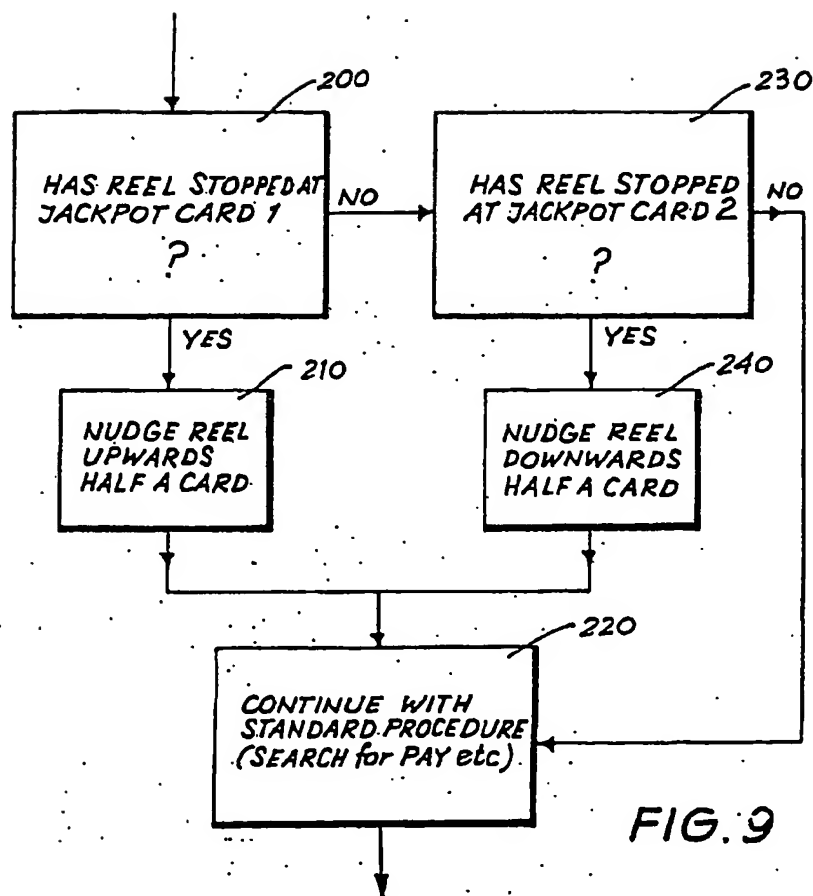 200
HAS REEL STOPPED AT
JACKPOT CARD 1
?
NO
YES
230
HAS REEL STOPPED
AT JACKPOT CARD 2
?
NO
YES
210
NUDGE REEL
UPWARDS
HALF A CARD
240
NUDGE REEL
DOWNWARDS
HALF A CARD
220
CONTINUE WITH
STANDARD PROCEDURE
(SEARCH for PAY etc)
FIG. 9